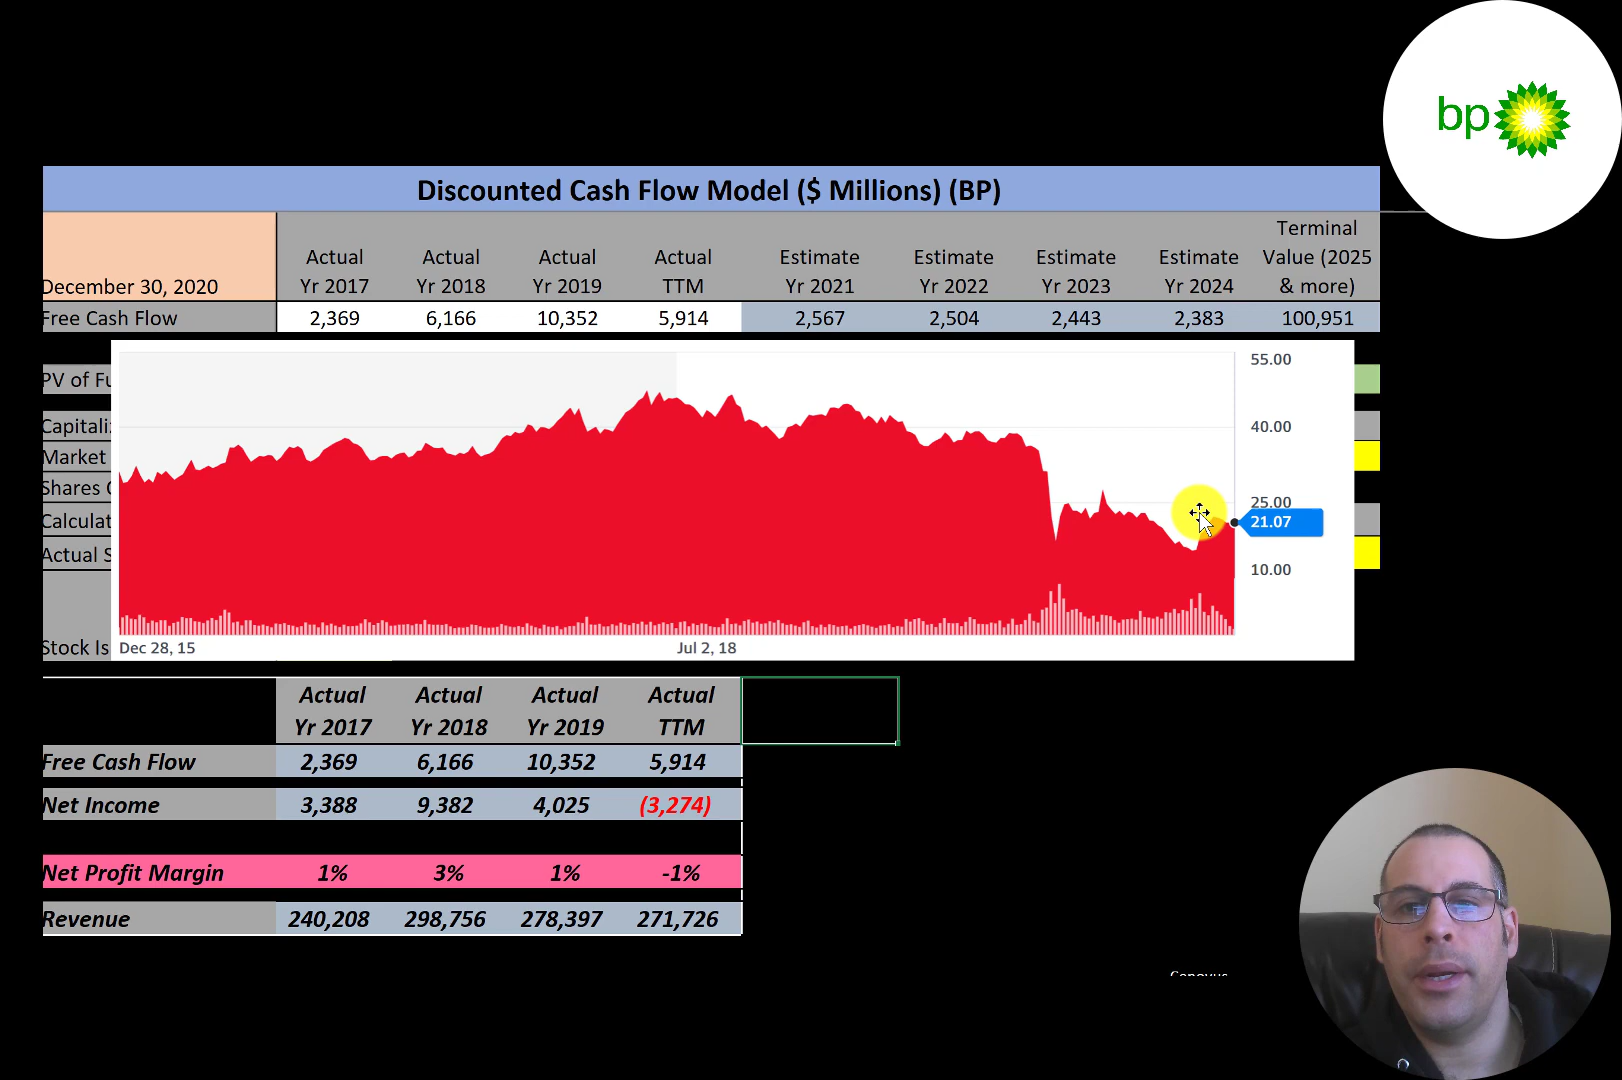 bp
Discounted Cash Flow Model ($ Millions) (BP)
December 30, 2020
Actual Yr 2017
Actual Yr 2018
Actual Yr 2019
Actual TTM
Estimate Yr 2021
Estimate Yr 2022
Estimate Yr 2023
Estimate Yr 2024
Terminal Value (2025 & more)
Free Cash Flow 2,369 6,166 10,352 5,914 2,567 2,504 2,443 2,383 100,951
PV of
Market
Shares
Actual
Stock Is
55.00
40.00
25.00
21.07
10.00
Dec 28, 15
Jul 2, 18
Actual Yr 2017
Actual Yr 2018
Actual Yr 2019
Actual TTM
Free Cash Flow 2,369 6,166 10,352 5,914
Net Income 3,388 9,382 4,025 (3,274)
Net Profit Margin 1% 3% 1% -1%
Revenue 240,208 298,756 278,397 271,726